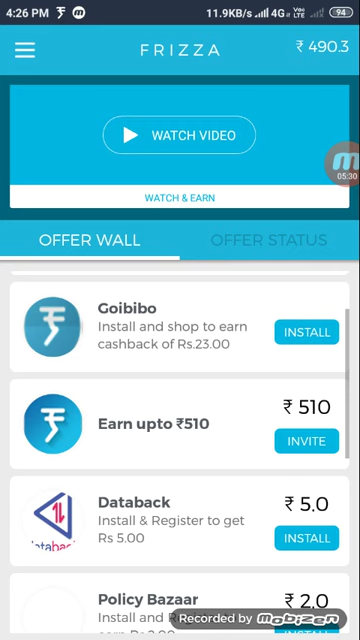 4:26 PM
11.9KB/s 4G VoLTE 94
FRIZZA
₹ 490.3
WATCH VIDEO
05:30
WATCH & EARN
OFFER WALL
OFFER STATUS
Goibibo
Install and shop to earn
cashback of Rs.23.00
INSTALL
Earn upto ₹510
₹ 510
INVITE
Databack
Install & Register to get
Rs 5.00
₹ 5.0
INSTALL
Policy Bazaar
₹ 2.0
Install and
Recorded by Mobizen